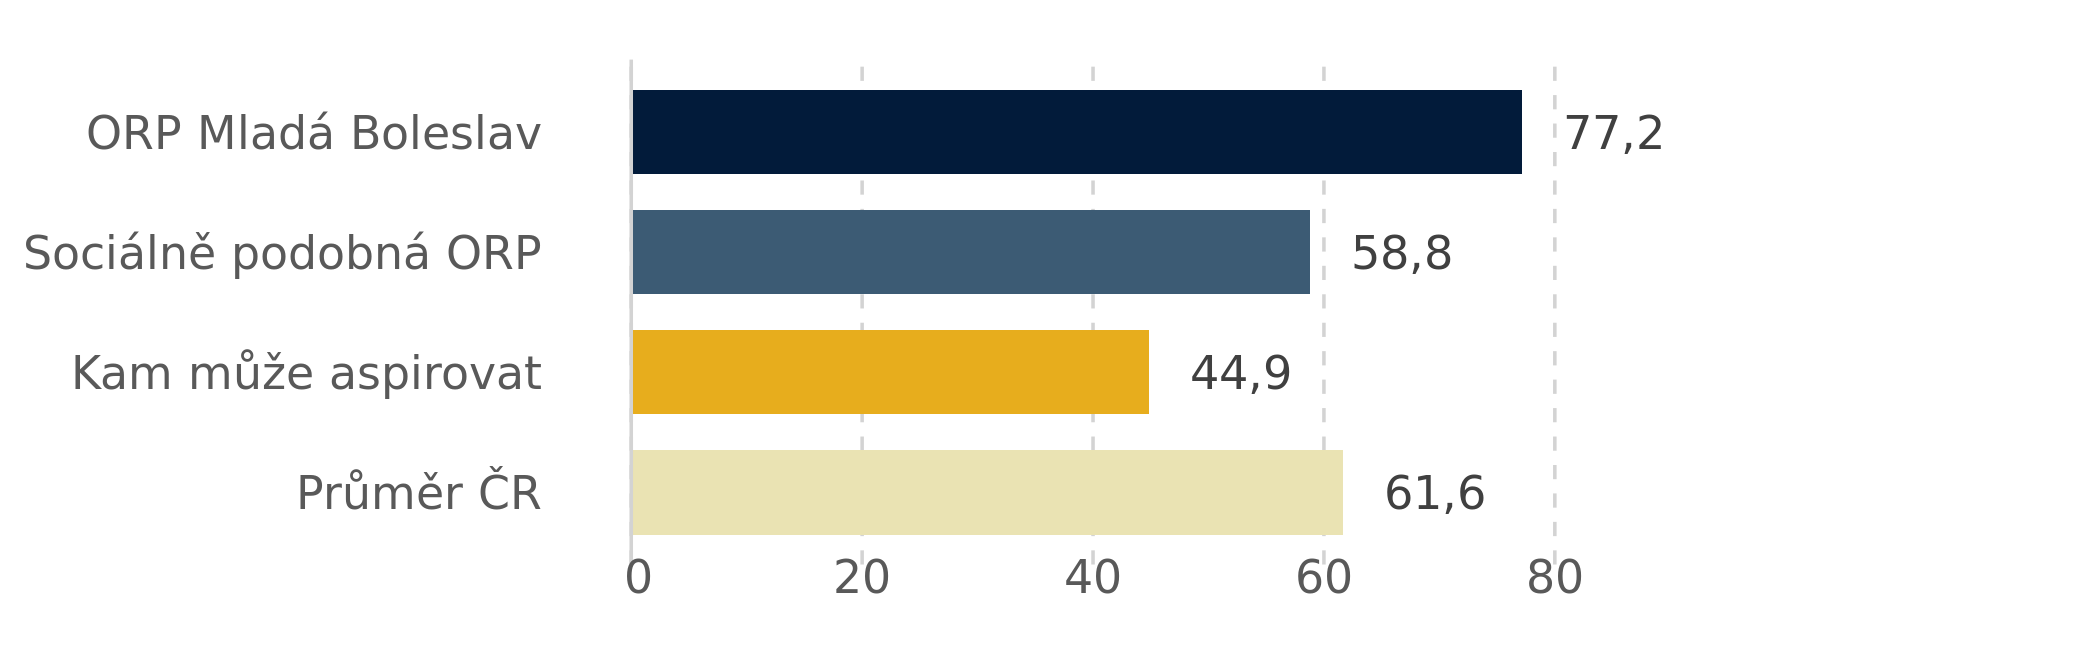 ORP Mladá Boleslav 77,2
Sociálně podobná ORP 58,8
Kam může aspirovat 44,9
Průměr ČR 61,6
0 20 40 60 80